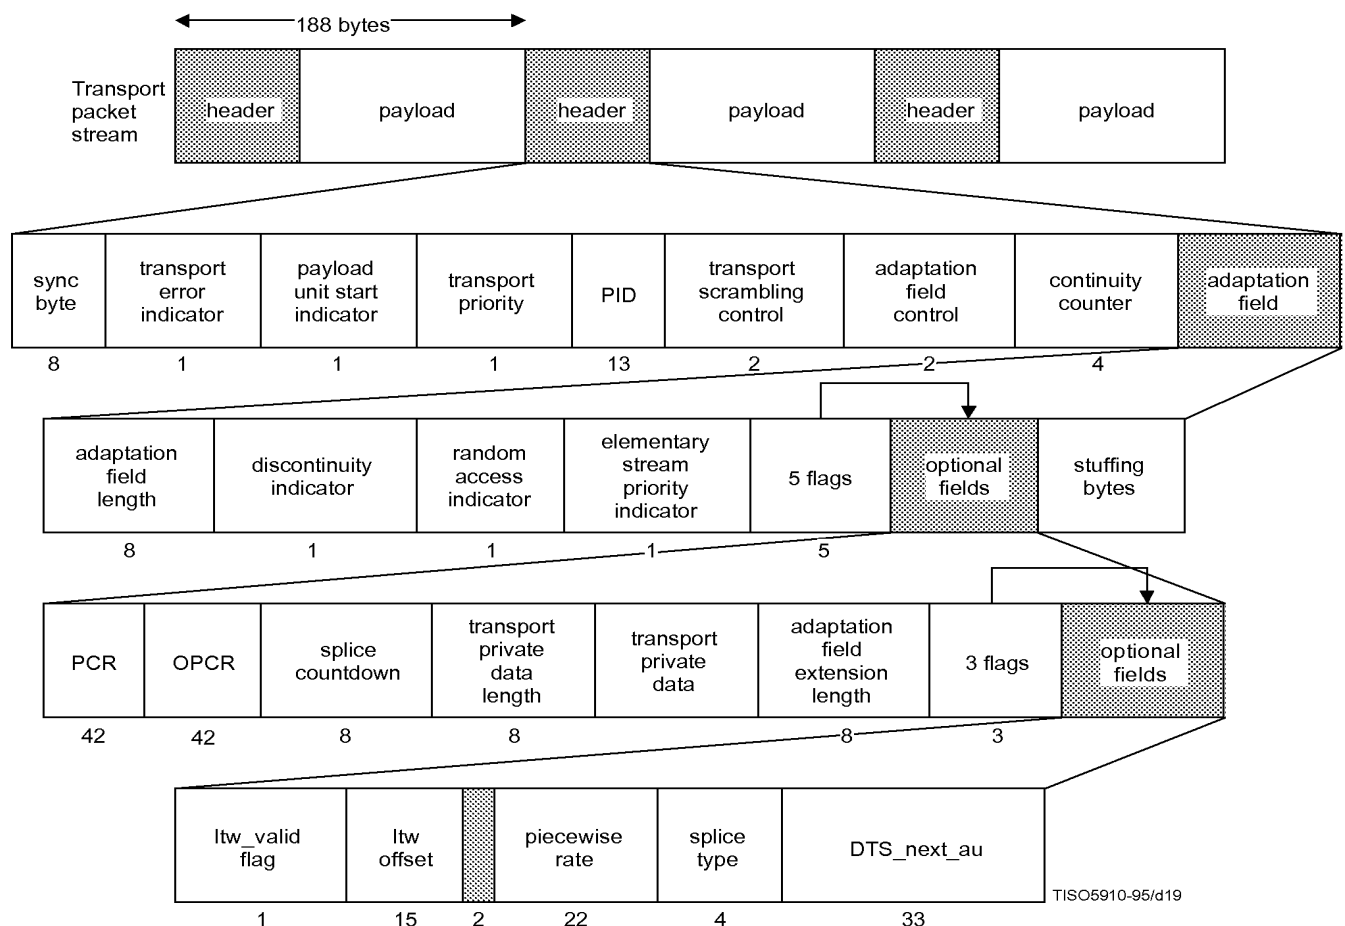 188 bytes
Transport
packet
stream
header
payload
header
payload
header
payload
sync
byte
transport
error
indicator
payload
unit start
indicator
transport
priority
PID
transport
scrambling
control
adaptation
field
control
continuity
counter
adaptation
field
8
1
1
1
13
2
2
4
adaptation
field
length
discontinuity
indicator
random
access
indicator
elementary
stream
priority
indicator
5 flags
optional
fields
stuffing
bytes
8
1
1
1
5
PCR
OPCR
splice
countdown
transport
private
data
length
transport
private
data
adaptation
field
extension
length
3 flags
optional
fields
42
42
8
8
8
3
ltw_valid
flag
ltw
offset
piecewise
rate
splice
type
DTS_next_au
TISO5910-95/d19
1
15
2
22
4
33